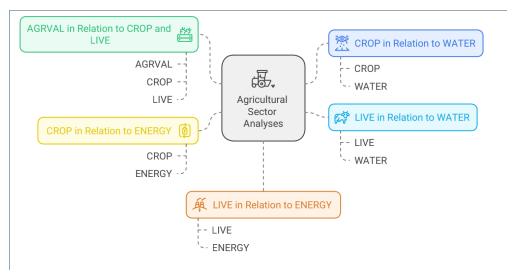 AGRVAL in Relation to CROP and
LIVE
AGRVAL
CROP
LIVE
CROP in Relation to ENERGY
CROP
ENERGY
Agricultural
Sector
Analyses
CROP in Relation to WATER
CROP
WATER
LIVE in Relation to WATER
LIVE
WATER
LIVE in Relation to ENERGY
LIVE
ENERGY